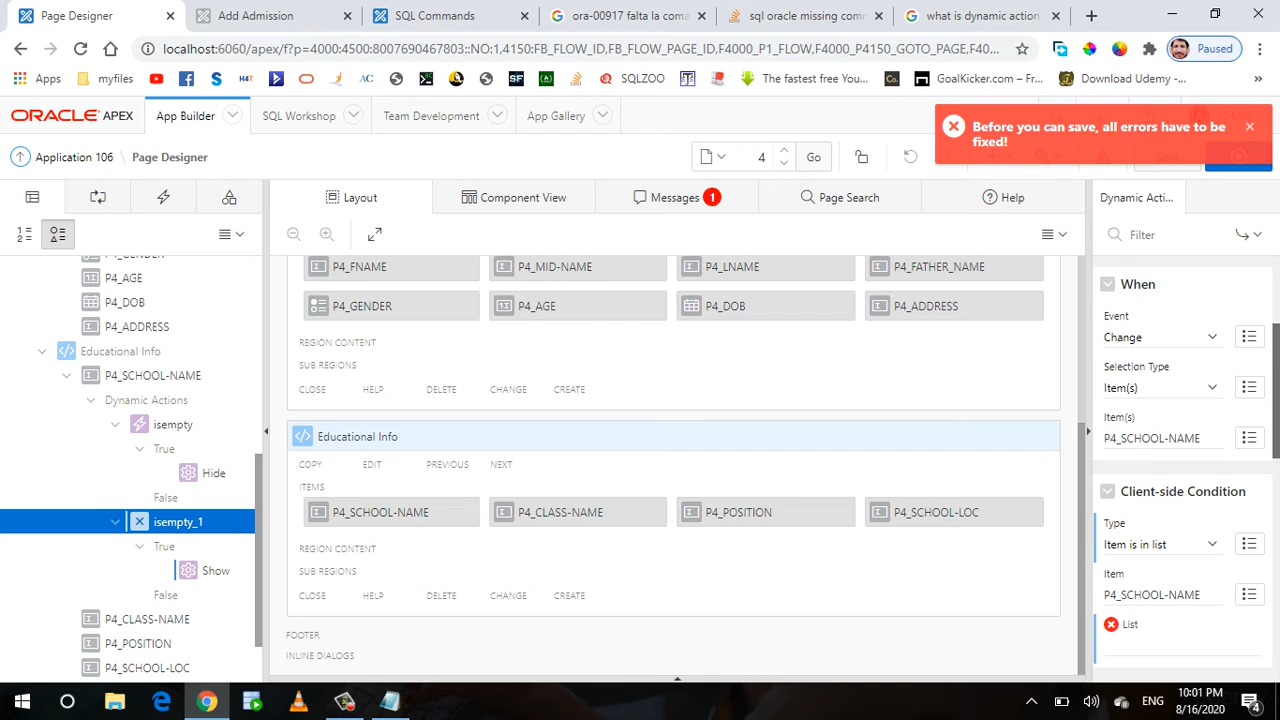 Page Designer
Add Admission
SQL Commands
ora-00917 falta la coma
sql oracle missing com
what is dynamic action
localhost:6060/apex/f?p=4000:4150:8007690467803::NO:1,4150:FB_FLOW_ID,FB_FLOW_PAGE_ID,F4000_P1_FLOW,F4000_P4150_GOTO_PAGE,F40...
Paused
Apps
myfiles
SQLZOO
The fastest free You...
GoalKicker.com – Fr...
Download Udemy –...
ORACLE APEX
App Builder
SQL Workshop
Team Development
App Gallery
Before you can save, all errors have to be fixed!
Application 106
Page Designer
4
Go
Layout
Component View
Messages 1
Page Search
Help
Dynamic Acti...
Filter
P4_AGE
P4_DOB
P4_ADDRESS
Educational Info
P4_SCHOOL-NAME
Dynamic Actions
isempty
True
Hide
False
isempty_1
True
Show
False
P4_CLASS-NAME
P4_POSITION
P4_SCHOOL-LOC
P4_FNAME
P4_MID-NAME
P4_LNAME
P4_FATHER_NAME
P4_GENDER
P4_AGE
P4_DOB
P4_ADDRESS
REGION CONTENT
SUB REGIONS
CLOSE
HELP
DELETE
CHANGE
CREATE
Educational Info
COPY
EDIT
PREVIOUS
NEXT
ITEMS
P4_SCHOOL-NAME
P4_CLASS-NAME
P4_POSITION
P4_SCHOOL-LOC
REGION CONTENT
SUB REGIONS
CLOSE
HELP
DELETE
CHANGE
CREATE
FOOTER
INLINE DIALOGS
When
Event
Change
Selection Type
Item(s)
Item(s)
P4_SCHOOL-NAME
Client-side Condition
Type
Item is in list
Item
P4_SCHOOL-NAME
List
ENG
10:01 PM
8/16/2020
4